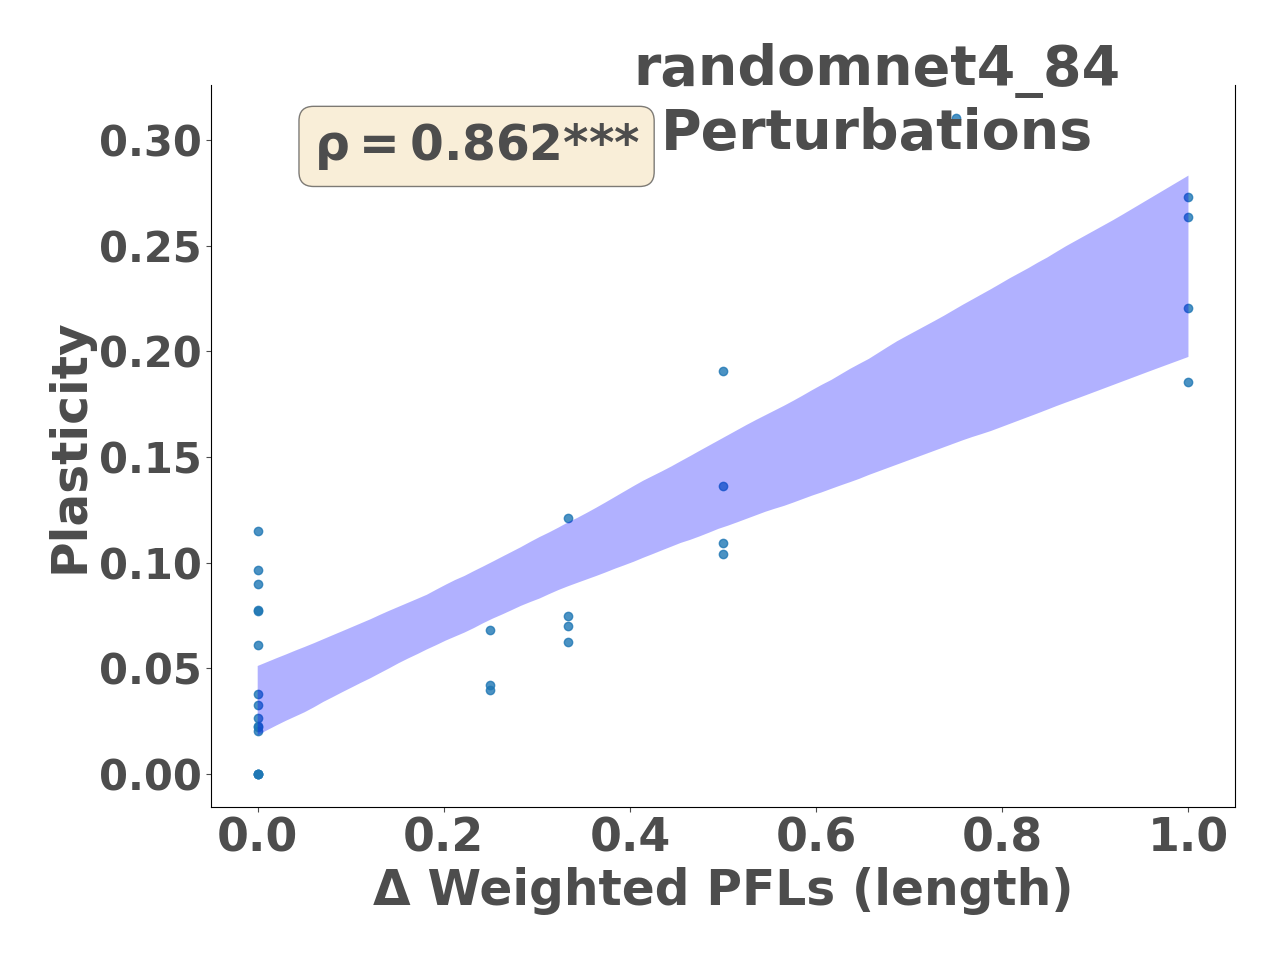 randomnet4_84
Perturbations
ρ = 0.862***
0.30
0.25
0.20
0.15
0.10
0.05
0.00
Plasticity
0.0 0.2 0.4 0.6 0.8 1.0
Δ Weighted PFLs (length)